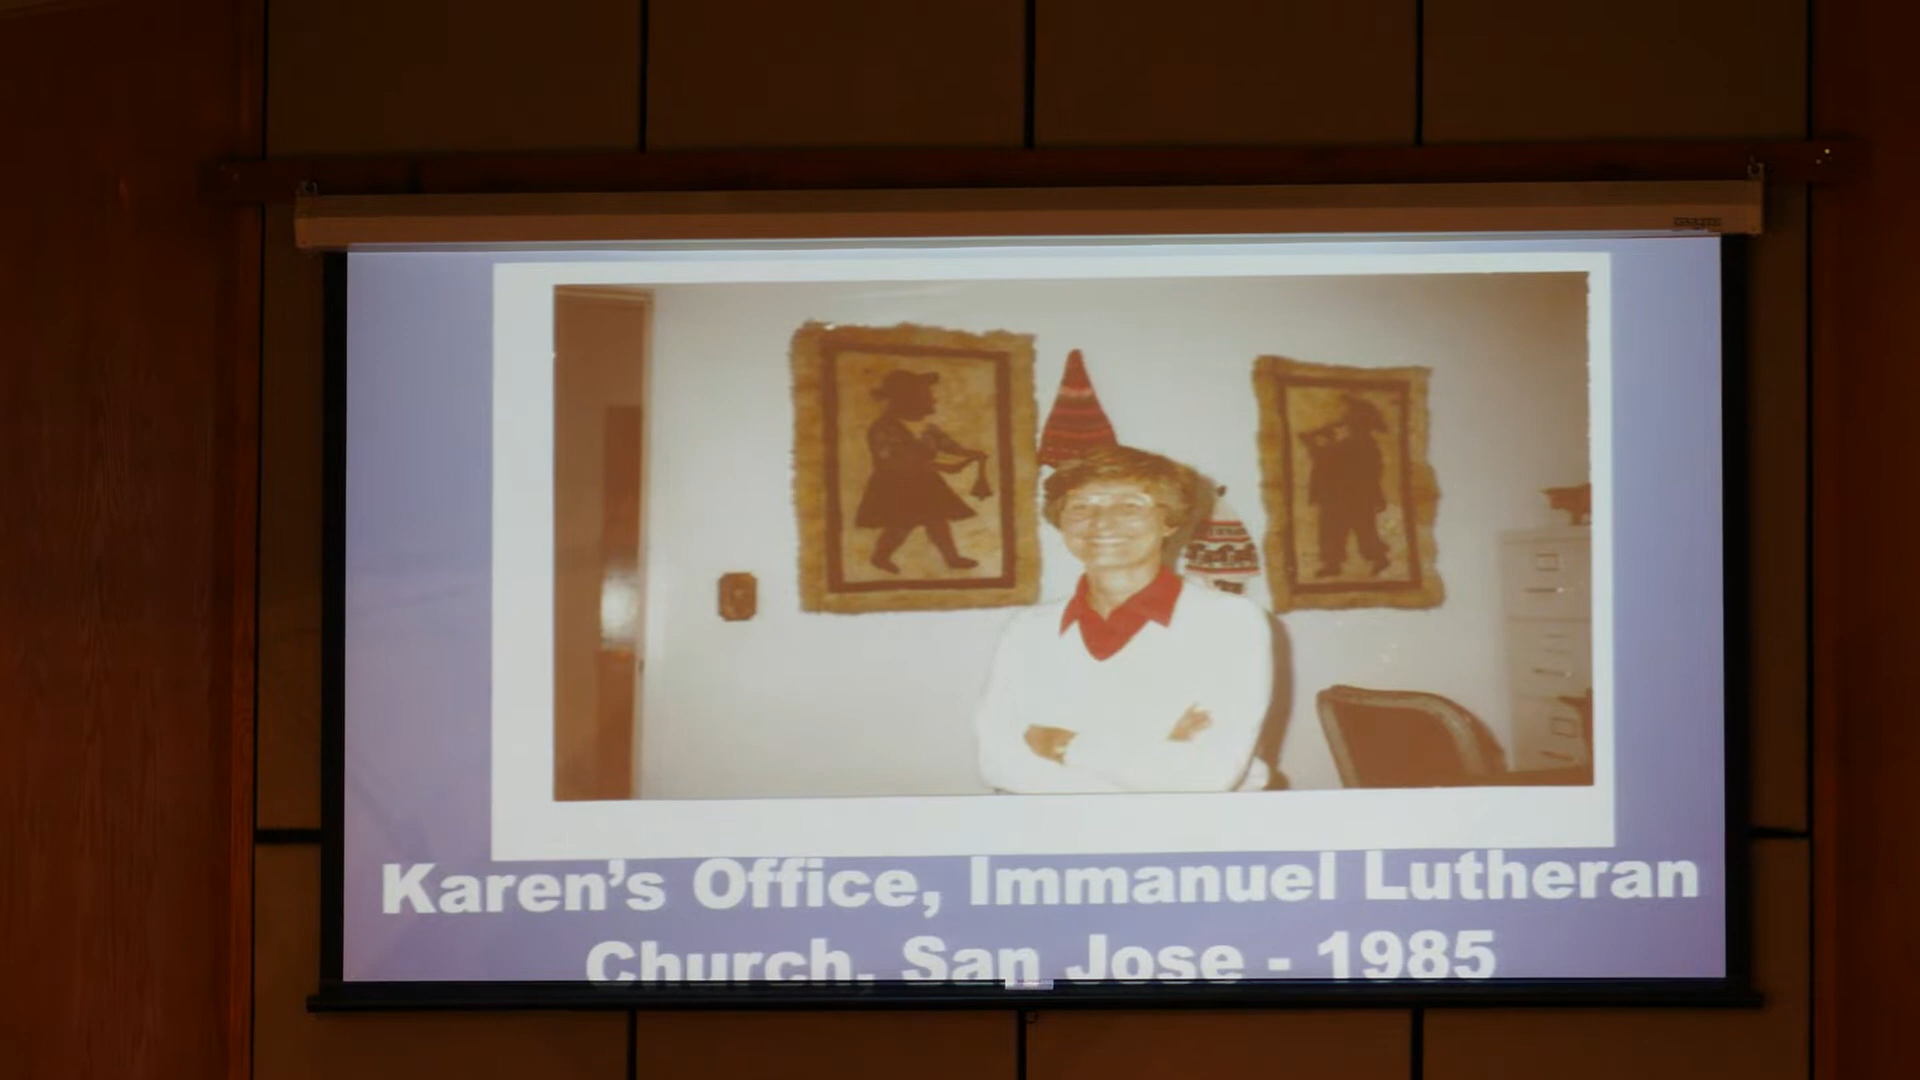 Karen’s Office, Immanuel Lutheran
Church, San Jose - 1985